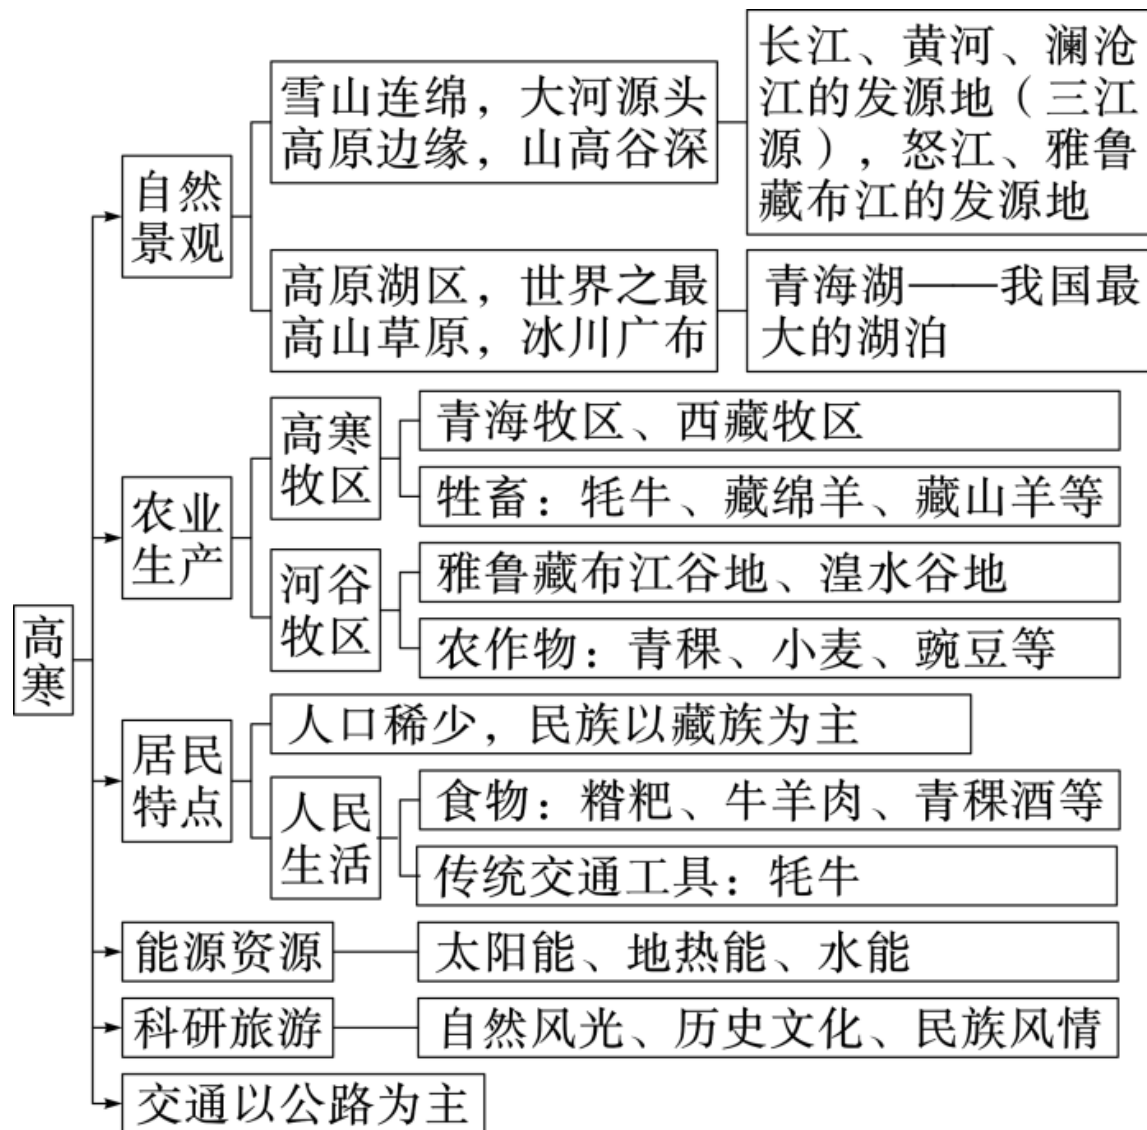 高
寒
自然
景观
雪山连绵，大河源头
高原边缘，山高谷深
长江、黄河、澜沧
江的发源地（三江
源），怒江、雅鲁
藏布江的发源地
高原湖区，世界之最
高山草原，冰川广布
青海湖——我国最
大的湖泊
农业
生产
高寒
牧区
青海牧区、西藏牧区
牲畜：牦牛、藏绵羊、藏山羊等
河谷
牧区
雅鲁藏布江谷地、湟水谷地
农作物：青稞、小麦、豌豆等
居民
特点
人口稀少，民族以藏族为主
人民
生活
食物：糌粑、牛羊肉、青稞酒等
传统交通工具：牦牛
能源资源
太阳能、地热能、水能
科研旅游
自然风光、历史文化、民族风情
交通以公路为主